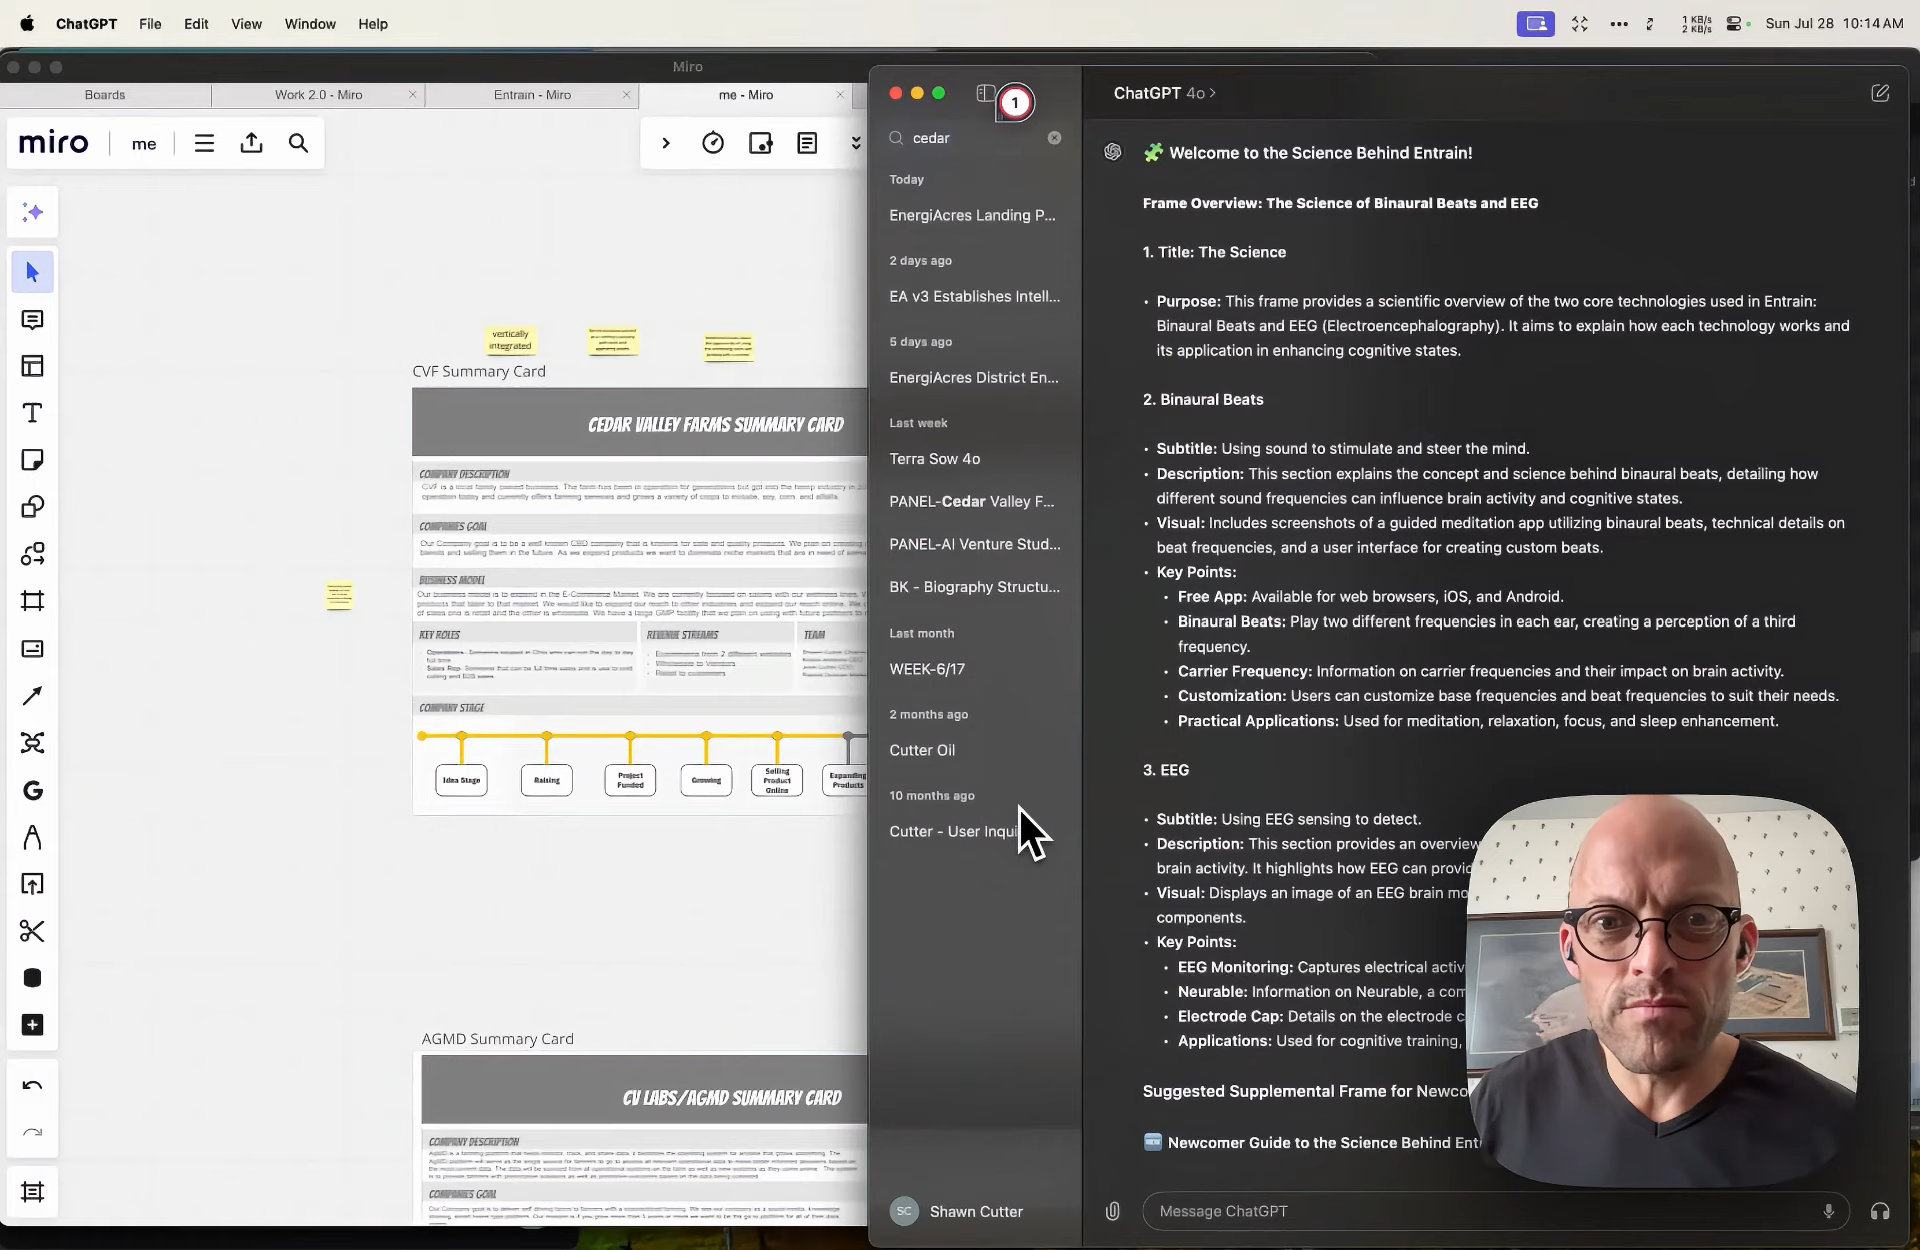 ChatGPT File Edit View Window Help
1 KB/s
2 KB/s
Sun Jul 28 10:14 AM
Miro
Boards
Work 2.0 - Miro
Entrain - Miro
me - Miro
miro
me
vertically
integrated
CVF Summary Card
CEDAR VALLEY FARMS SUMMARY CARD
COMPANY DESCRIPTION
COMPANIES GOAL
BUSINESS MODEL
KEY ROLES
REVENUE STREAMS
TEAM
COMPANY STAGE
Idea Stage
Raising
Project
Funded
Growing
Selling
Product
Online
Expanding
Products
AGMD Summary Card
CV LABS/AGMD SUMMARY CARD
COMPANY DESCRIPTION
COMPANIES GOAL
1
cedar
Today
EnergiAcres Landing P...
2 days ago
EA v3 Establishes Intell...
5 days ago
EnergiAcres District En...
Last week
Terra Sow 4o
PANEL-Cedar Valley F...
PANEL-AI Venture Stud...
BK - Biography Structu...
Last month
WEEK-6/17
2 months ago
Cutter Oil
10 months ago
Cutter - User Inqui
SC Shawn Cutter
ChatGPT 4o >
🧩 Welcome to the Science Behind Entrain!
Frame Overview: The Science of Binaural Beats and EEG
1. Title: The Science
• Purpose: This frame provides a scientific overview of the two core technologies used in Entrain:
Binaural Beats and EEG (Electroencephalography). It aims to explain how each technology works and
its application in enhancing cognitive states.
2. Binaural Beats
• Subtitle: Using sound to stimulate and steer the mind.
• Description: This section explains the concept and science behind binaural beats, detailing how
different sound frequencies can influence brain activity and cognitive states.
• Visual: Includes screenshots of a guided meditation app utilizing binaural beats, technical details on
beat frequencies, and a user interface for creating custom beats.
• Key Points:
• Free App: Available for web browsers, iOS, and Android.
• Binaural Beats: Play two different frequencies in each ear, creating a perception of a third
frequency.
• Carrier Frequency: Information on carrier frequencies and their impact on brain activity.
• Customization: Users can customize base frequencies and beat frequencies to suit their needs.
• Practical Applications: Used for meditation, relaxation, focus, and sleep enhancement.
3. EEG
• Subtitle: Using EEG sensing to detect.
• Description: This section provides an overview
brain activity. It highlights how EEG can provid
• Visual: Displays an image of an EEG brain mo
components.
• Key Points:
• EEG Monitoring: Captures electrical activ
• Neurable: Information on Neurable, a com
• Electrode Cap: Details on the electrode c
• Applications: Used for cognitive training,
Suggested Supplemental Frame for Newco
Newcomer Guide to the Science Behind Ent
Message ChatGPT